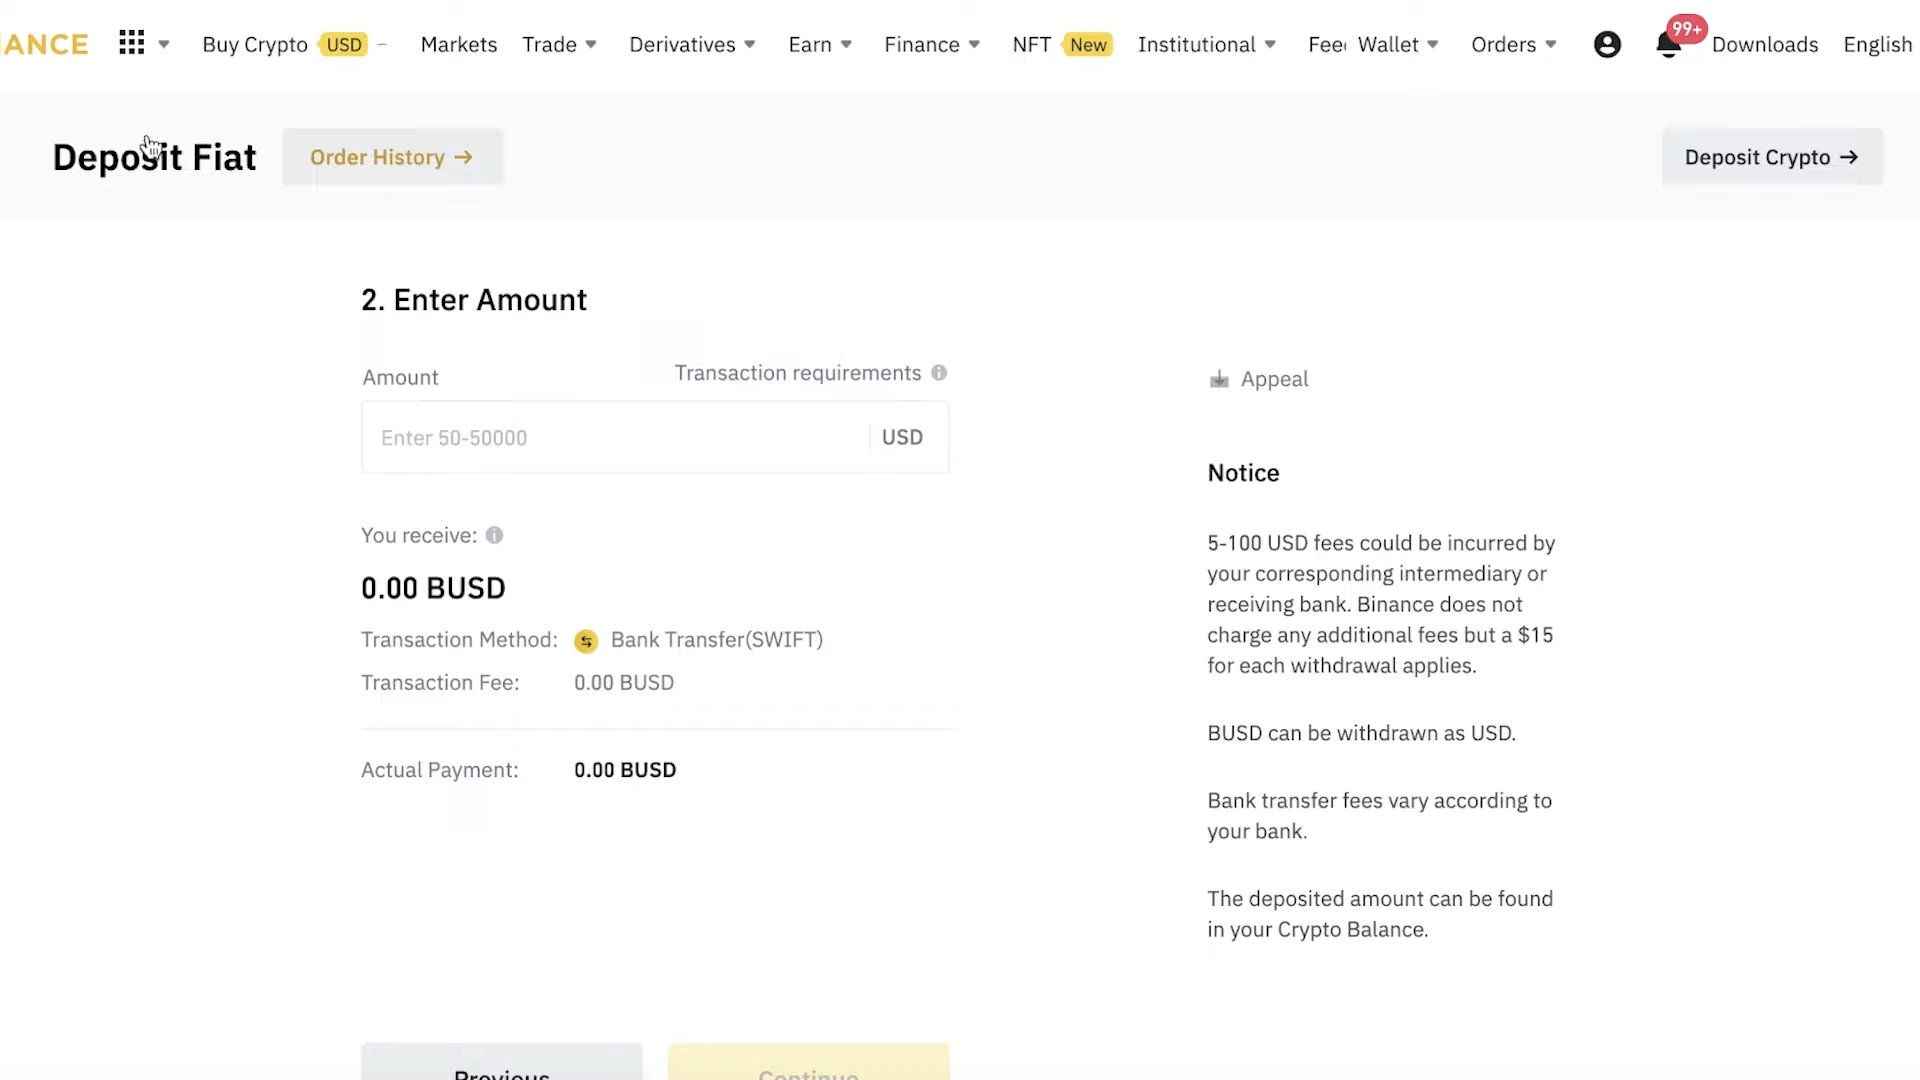 ANCE Buy Crypto USD Markets Trade Derivatives Earn Finance NFT New Institutional Fee Wallet Orders 99+ Downloads English
Deposit Fiat Order History → Deposit Crypto →
2. Enter Amount
Amount Transaction requirements
Enter 50-50000 USD
You receive:
0.00 BUSD
Transaction Method: Bank Transfer(SWIFT)
Transaction Fee: 0.00 BUSD
Actual Payment: 0.00 BUSD
Previous Continue
Appeal
Notice
5-100 USD fees could be incurred by
your corresponding intermediary or
receiving bank. Binance does not
charge any additional fees but a $15
for each withdrawal applies.
BUSD can be withdrawn as USD.
Bank transfer fees vary according to
your bank.
The deposited amount can be found
in your Crypto Balance.